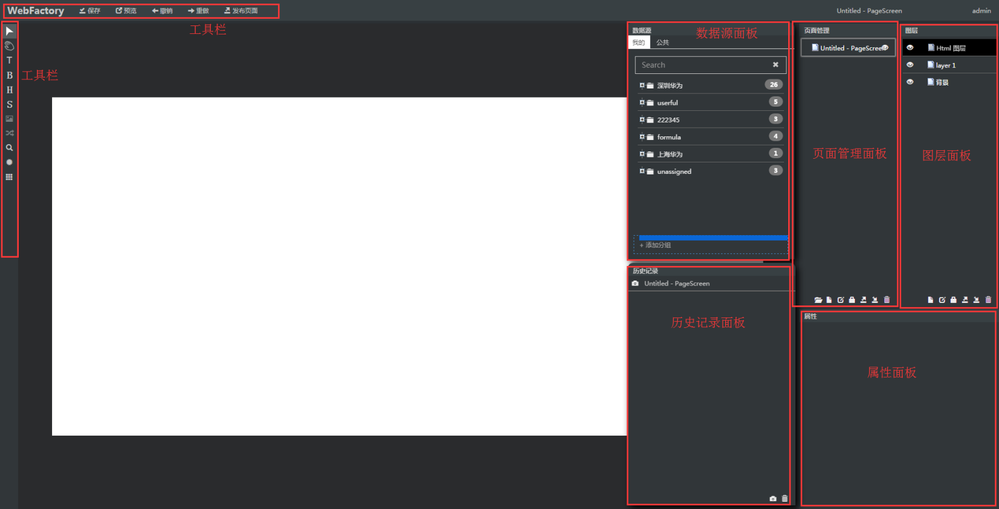 WebFactory 保存 预览 撤销 重做 发布页面 Untitled - PageScreen admin
工具栏
工具栏
T
B
H
S
数据源
数据源面板
我的 公共
Search
深圳华为 26
userful 5
222345 3
formula 4
上海华为 1
unassigned 3
+ 添加分组
历史记录
Untitled - PageScreen
历史记录面板
页面管理
Untitled - PageScreen
页面管理面板
图层
Html 图层
layer 1
背景
图层面板
属性
属性面板